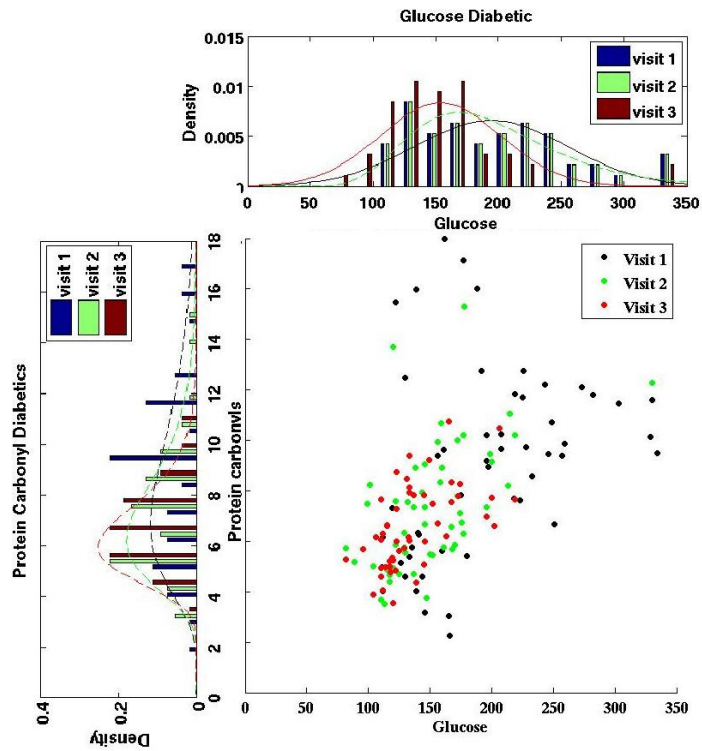 Glucose Diabetic
0.015
0.01
0.005
0
Density
visit 1
visit 2
visit 3
0 50 100 150 200 250 300 350
Glucose
visit 1
visit 2
visit 3
Protein Carbonyl Diabetics
0 2 4 6 8 10 12 14 16 18
0.4 0.2 0
Density
Protein carbonyls
Visit 1
Visit 2
Visit 3
0 50 100 150 200 250 300 350
Glucose